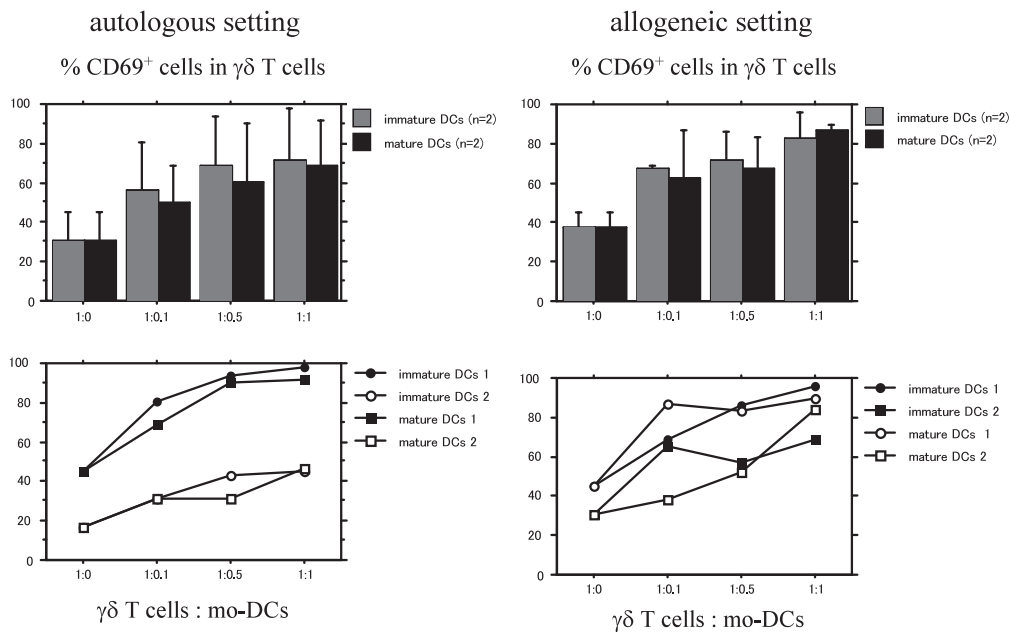 autologous setting
allogeneic setting
% CD69+ cells in γδ T cells
% CD69+ cells in γδ T cells
100
80
60
40
20
0
1:0
1:0.1
1:0.5
1:1
immature DCs (n=2)
mature DCs (n=2)
100
80
60
40
20
0
1:0
1:0.1
1:0.5
1:1
immature DCs (n=2)
mature DCs (n=2)
100
80
60
40
20
0
1:0
1:0.1
1:0.5
1:1
immature DCs 1
immature DCs 2
mature DCs 1
mature DCs 2
100
80
60
40
20
0
1:0
1:0.1
1:0.5
1:1
immature DCs 1
immature DCs 2
mature DCs 1
mature DCs 2
γδ T cells : mo-DCs
γδ T cells : mo-DCs